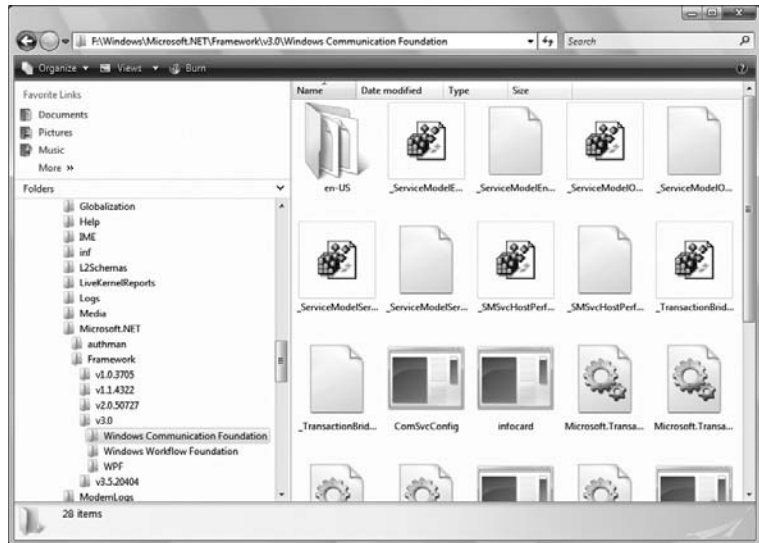 F:\Windows\Microsoft.NET\Framework\v3.0\Windows Communication Foundation
Search
Organize
Views
Burn
Favorite Links
Documents
Pictures
Music
More »
Folders
Globalization
Help
IME
inf
L2Schemas
LiveKernelReports
Logs
Media
Microsoft.NET
authman
Framework
v1.0.3705
v1.1.4322
v2.0.50727
v3.0
Windows Communication Foundation
Windows Workflow Foundation
WPF
v3.5.20404
ModemLogs
Name Date modified Type Size
en-US _ServiceModelE... _ServiceModelEn... _ServiceModelO... _ServiceModelO...
_ServiceModelSer... _ServiceModelSer... _SMSvcHostPerf... _SMSvcHostPerf... _TransactionBrid...
_TransactionBrid... ComSvcConfig infocard Microsoft.Transa... Microsoft.Transa...
28 items